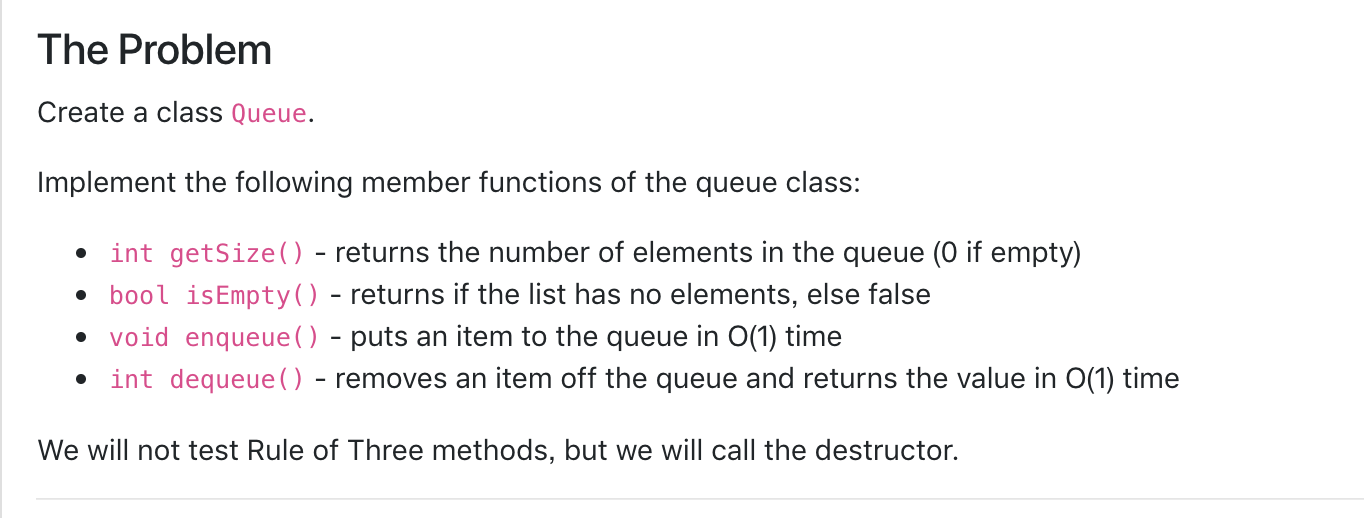 The Problem
Create a class Queue.
Implement the following member functions of the queue class:
• int getSize() - returns the number of elements in the queue (0 if empty)
• bool isEmpty() - returns if the list has no elements, else false
• void enqueue() - puts an item to the queue in O(1) time
• int dequeue() - removes an item off the queue and returns the value in O(1) time
We will not test Rule of Three methods, but we will call the destructor.